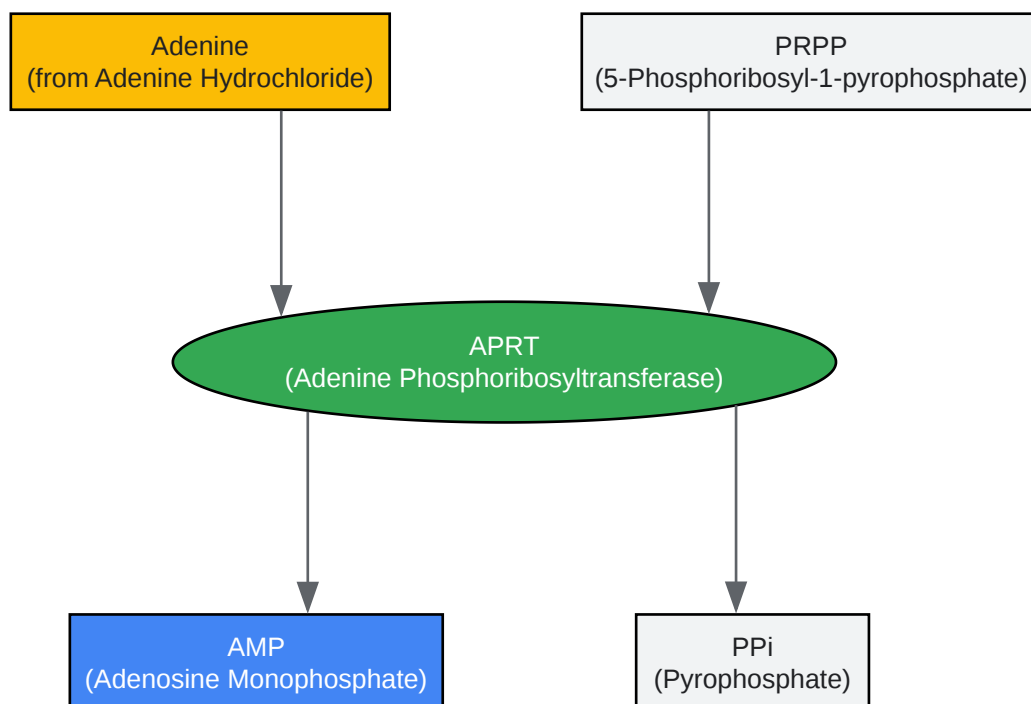 Adenine
(from Adenine Hydrochloride)
PRPP
(5-Phosphoribosyl-1-pyrophosphate)
APRT
(Adenine Phosphoribosyltransferase)
AMP
(Adenosine Monophosphate)
PPi
(Pyrophosphate)